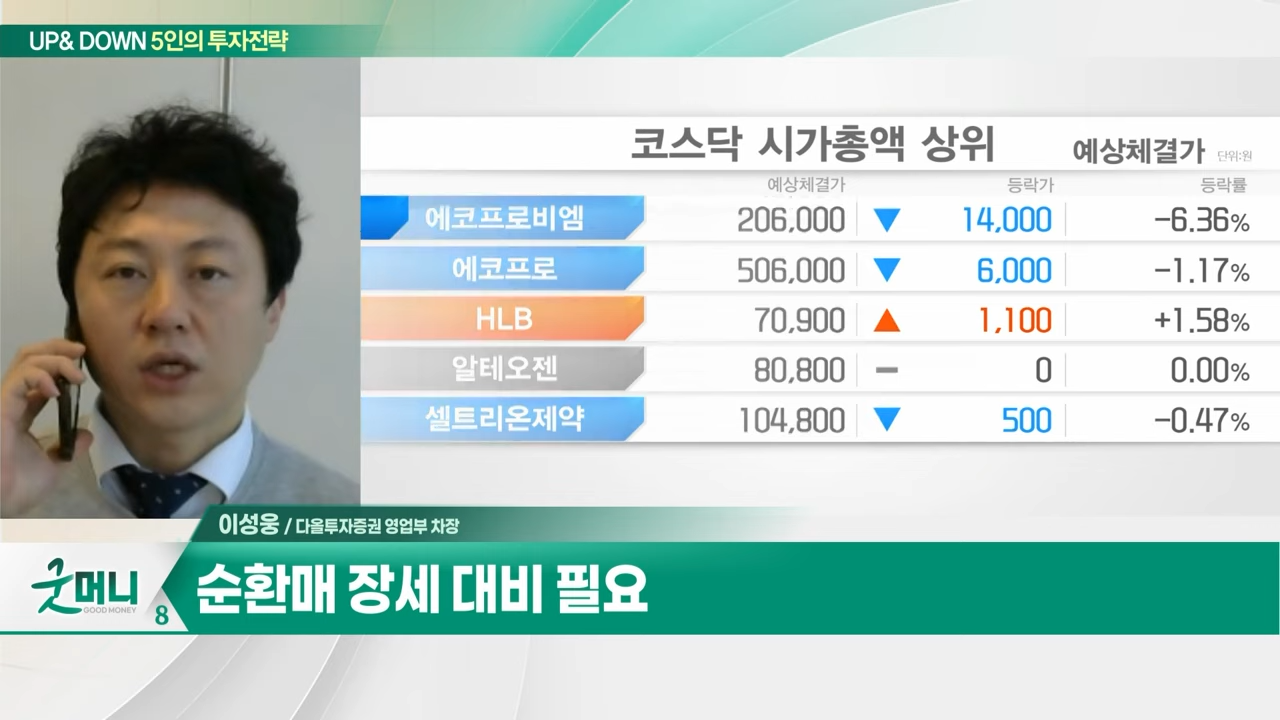 UP& DOWN 5인의 투자전략
코스닥 시가총액 상위 예상체결가 단위:원
예상체결가 등락가 등락률
에코프로비엠 206,000 ▼ 14,000 -6.36%
에코프로 506,000 ▼ 6,000 -1.17%
HLB 70,900 ▲ 1,100 +1.58%
알테오젠 80,800 - 0 0.00%
셀트리온제약 104,800 ▼ 500 -0.47%
이성웅 / 다올투자증권 영업부 차장
굿머니
GOOD MONEY
8
순환매 장세 대비 필요